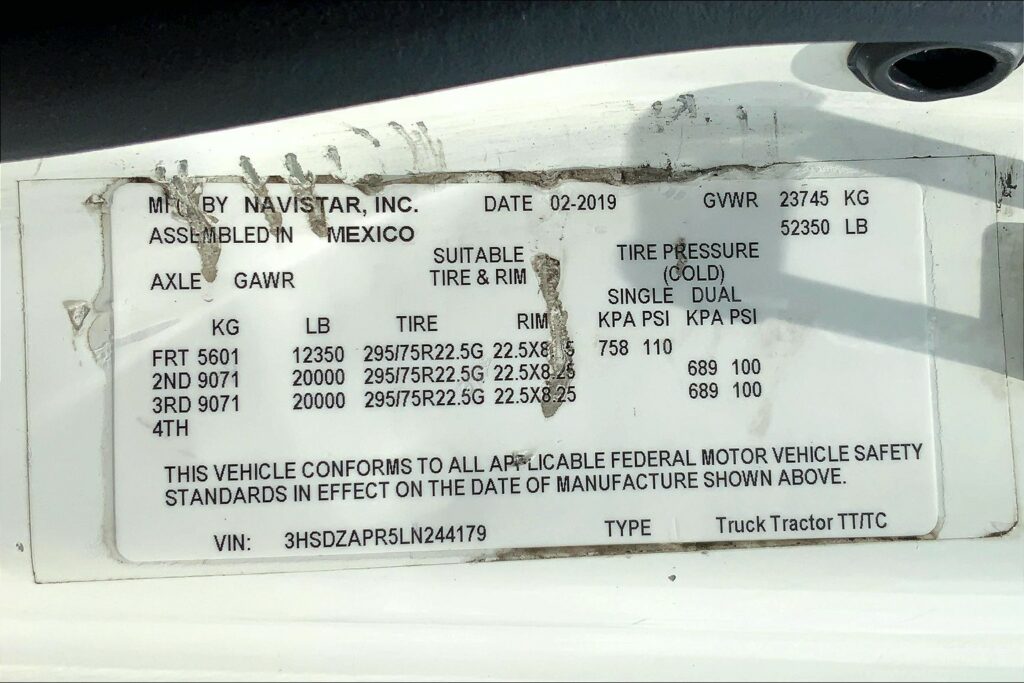 MFG BY NAVISTAR, INC. DATE 02-2019 GVWR 23745 KG
ASSEMBLED IN MEXICO 52350 LB
SUITABLE TIRE PRESSURE
AXLE GAWR TIRE & RIM (COLD)
SINGLE DUAL
KG LB TIRE RIM KPA PSI KPA PSI
FRT 5601 12350 295/75R22.5G 22.5X8.25 758 110
2ND 9071 20000 295/75R22.5G 22.5X8.25 689 100
3RD 9071 20000 295/75R22.5G 22.5X8.25 689 100
4TH
THIS VEHICLE CONFORMS TO ALL APPLICABLE FEDERAL MOTOR VEHICLE SAFETY
STANDARDS IN EFFECT ON THE DATE OF MANUFACTURE SHOWN ABOVE.
VIN: 3HSDZAPR5LN244179 TYPE Truck Tractor TT/TC